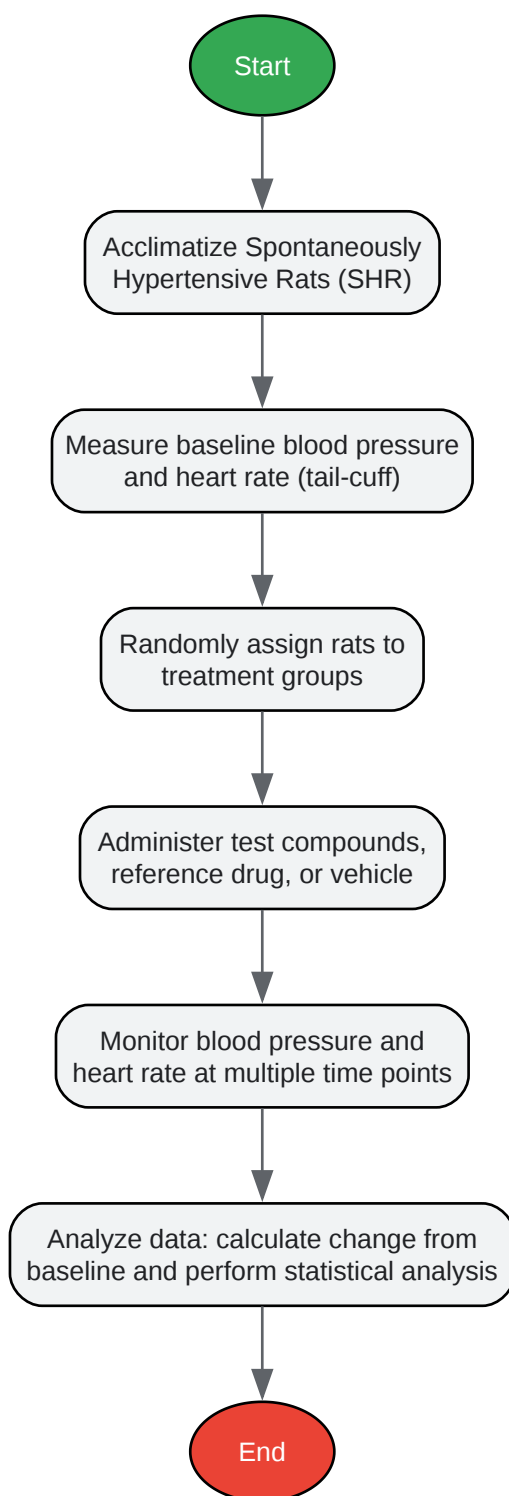 Start
Acclimatize Spontaneously
Hypertensive Rats (SHR)
Measure baseline blood pressure
and heart rate (tail-cuff)
Randomly assign rats to
treatment groups
Administer test compounds,
reference drug, or vehicle
Monitor blood pressure and
heart rate at multiple time points
Analyze data: calculate change from
baseline and perform statistical analysis
End